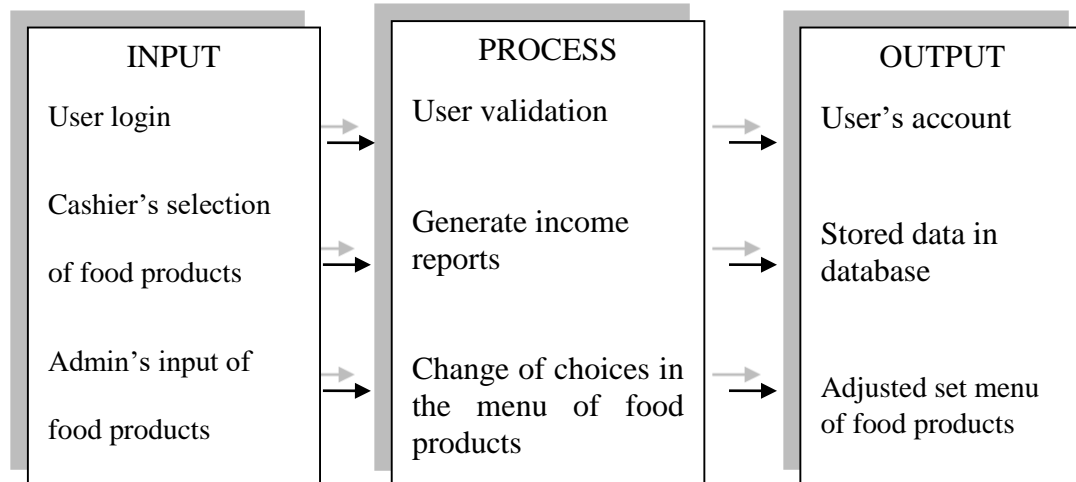 INPUT
User login
Cashier’s selection
of food products
Admin’s input of
food products
PROCESS
User validation
Generate income
reports
Change of choices in
the menu of food
products
OUTPUT
User’s account
Stored data in
database
Adjusted set menu
of food products